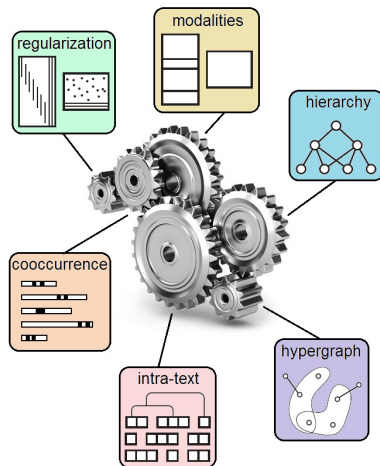 modalities
regularization
hierarchy
cooccurrence
hypergraph
intra-text